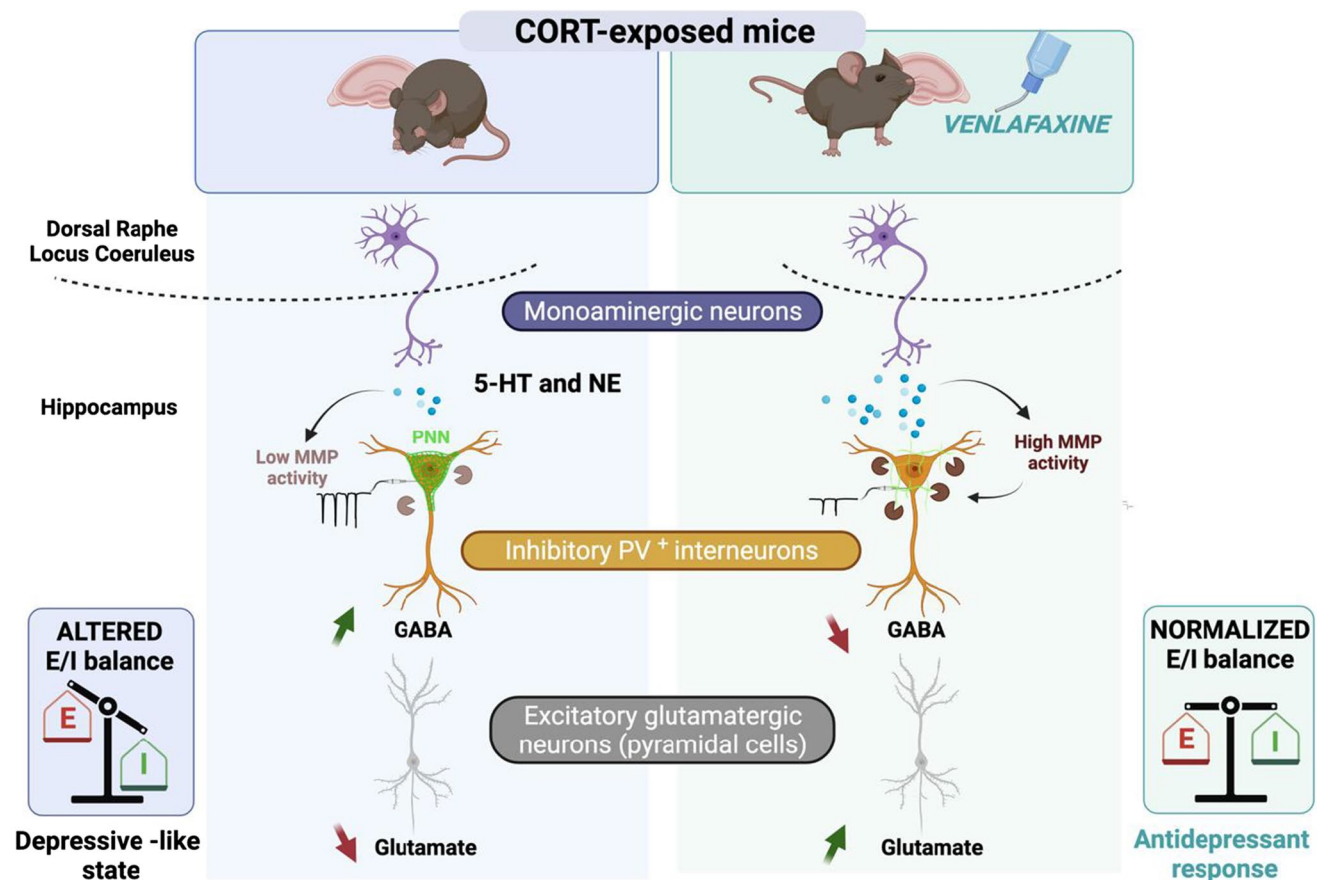 CORT-exposed mice
VENLAFAXINE
Dorsal Raphe
Locus Coeruleus
Monoaminergic neurons
5-HT and NE
Hippocampus
PNN
Low MMP
activity
High MMP
activity
Inhibitory PV + interneurons
GABA
GABA
ALTERED
E/I balance
E
I
NORMALIZED
E/I balance
E
I
Excitatory glutamatergic
neurons (pyramidal cells)
Depressive -like
state
Glutamate
Glutamate
Antidepressant
response